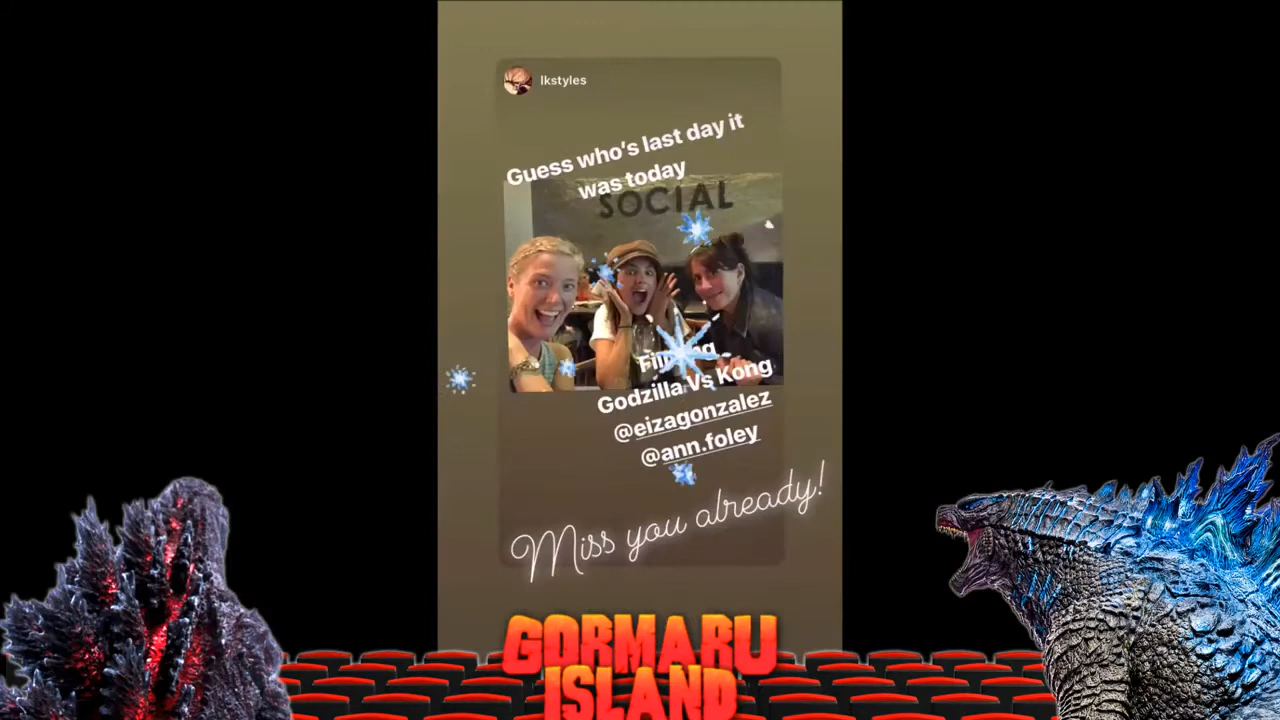 lkstyles
Guess who's last day it
was today
SOCIAL
Godzilla Vs Kong
@eizagonzalez
@ann.foley
Miss you already!
GORMARU
ISLAND